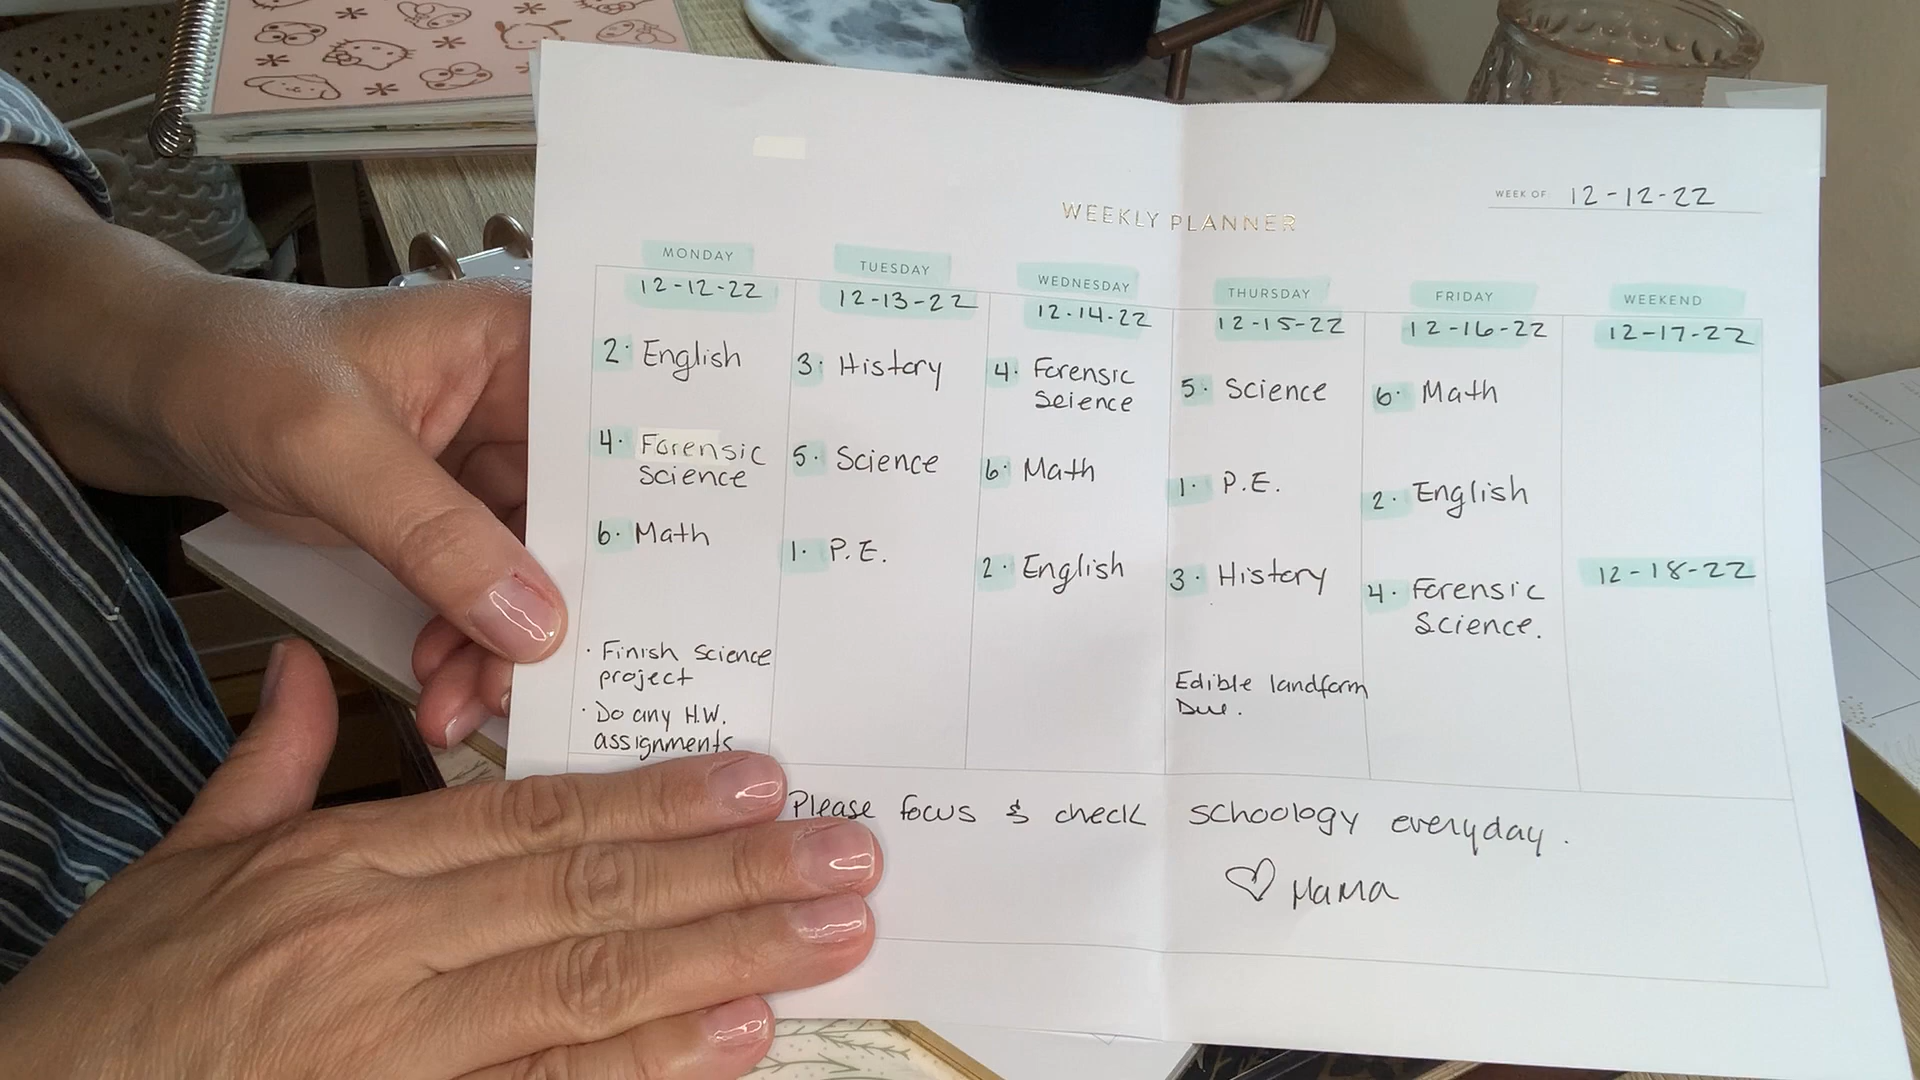 WEEKLY PLANNER
WEEK OF: 12-12-22
MONDAY
12-12-22
2. English
4. Forensic
Science
6. Math
· Finish Science
project
· Do any H.W.
assignments
TUESDAY
12-13-22
3. History
5. Science
1. P.E.
WEDNESDAY
12-14-22
4. Forensic
Science
6. Math
2. English
THURSDAY
12-15-22
5. Science
1. P.E.
3. History
Edible landform
Due.
FRIDAY
12-16-22
6. Math
2. English
4. Forensic
Science.
WEEKEND
12-17-22
12-18-22
Please focus & check schoology everyday.
♡ Mama